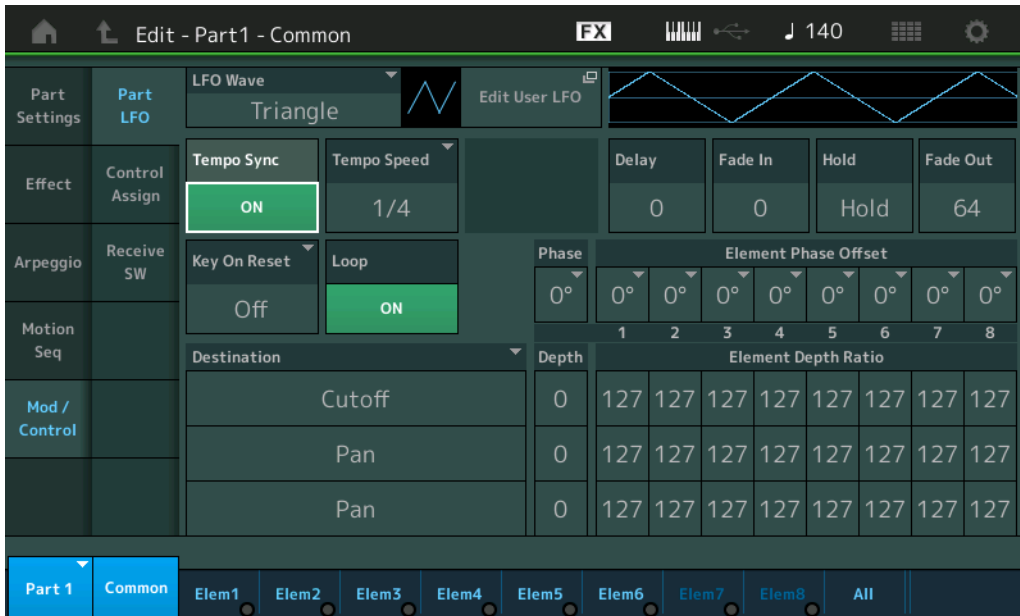 Edit - Part1 - Common FX ♩ 140
Part Settings
Effect
Arpeggio
Motion Seq
Mod / Control
Part LFO
Control Assign
Receive SW
LFO Wave
Triangle
Edit User LFO
Tempo Sync
ON
Tempo Speed
1/4
Delay
0
Fade In
0
Hold
Hold
Fade Out
64
Key On Reset
Off
Loop
ON
Phase
0°
Element Phase Offset
0° 0° 0° 0° 0° 0° 0° 0°
1 2 3 4 5 6 7 8
Destination Depth Element Depth Ratio
Cutoff 0 127 127 127 127 127 127 127 127
Pan 0 127 127 127 127 127 127 127 127
Pan 0 127 127 127 127 127 127 127 127
Part 1 Common Elem1 Elem2 Elem3 Elem4 Elem5 Elem6 Elem7 Elem8 All